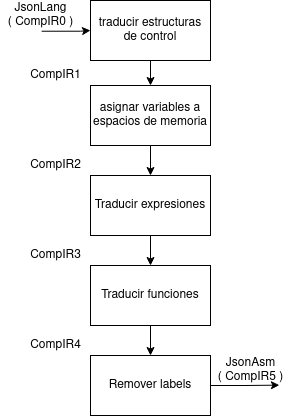 JsonLang
( CompIR0 )
traducir estructuras
de control
CompIR1
asignar variables a
espacios de memoria
CompIR2
Traducir expresiones
CompIR3
Traducir funciones
CompIR4
Remover labels
JsonAsm
( CompIR5 )